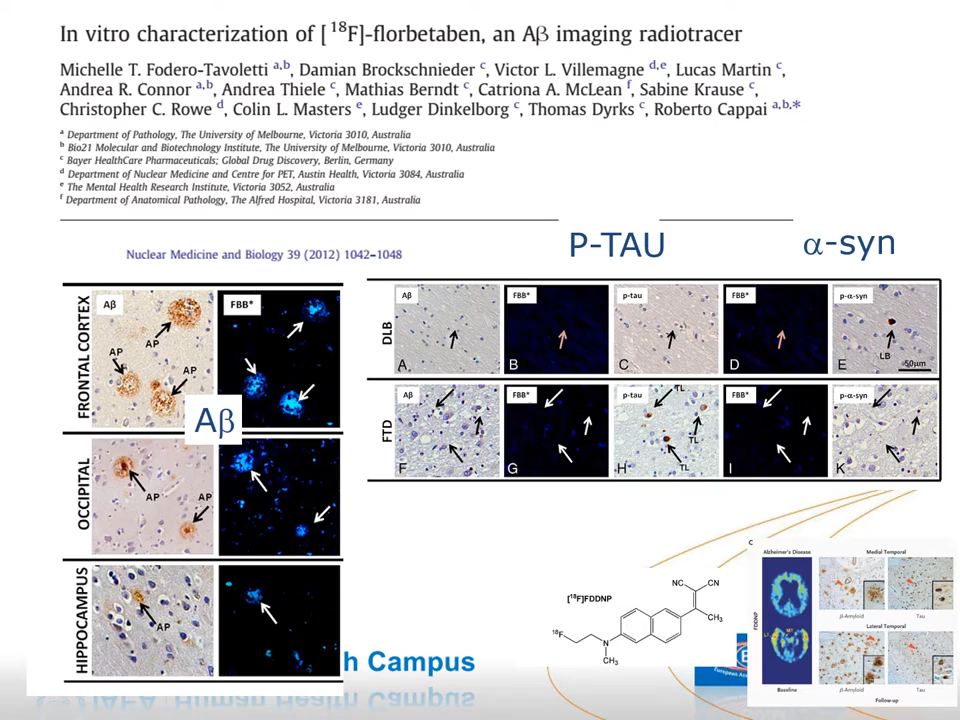 In vitro characterization of [¹⁸F]-florbetaben, an Aβ imaging radiotracer
Michelle T. Fodero-Tavoletti a,b, Damian Brockschnieder c, Victor L. Villemagne d,e, Lucas Martin c,
Andrea R. Connor a,b, Andrea Thiele c, Mathias Berndt c, Catriona A. McLean f, Sabine Krause c,
Christopher C. Rowe d, Colin L. Masters e, Ludger Dinkelborg c, Thomas Dyrks c, Roberto Cappai a,b,*
a Department of Pathology, The University of Melbourne, Victoria 3010, Australia
b Bio21 Molecular and Biotechnology Institute, The University of Melbourne, Victoria 3010, Australia
c Bayer HealthCare Pharmaceuticals; Global Drug Discovery, Berlin, Germany
d Department of Nuclear Medicine and Centre for PET, Austin Health, Victoria 3084, Australia
e The Mental Health Research Institute, Victoria 3052, Australia
f Department of Anatomical Pathology, The Alfred Hospital, Victoria 3181, Australia
Nuclear Medicine and Biology 39 (2012) 1042–1048
P-TAU
α-syn
FRONTAL CORTEX
Aβ
FBB*
AP
AP
AP
Aβ
OCCIPITAL
AP
AP
HIPPOCAMPUS
AP
DLB
Aβ
FBB*
p-tau
FBB*
p-α-syn
LB
50μm
A
B
C
D
E
FTD
Aβ
FBB*
p-tau
FBB*
p-α-syn
TL
TL
TL
F
G
H
I
K
[¹⁸F]FDDNP
NC
CN
CH₃
¹⁸F
N
CH₃
h Campus
C
Alzheimer's Disease
Medial Temporal
FDDNP
β-Amyloid
Tau
Lateral Temporal
LT
MT
Baseline
β-Amyloid
Tau
Follow-up